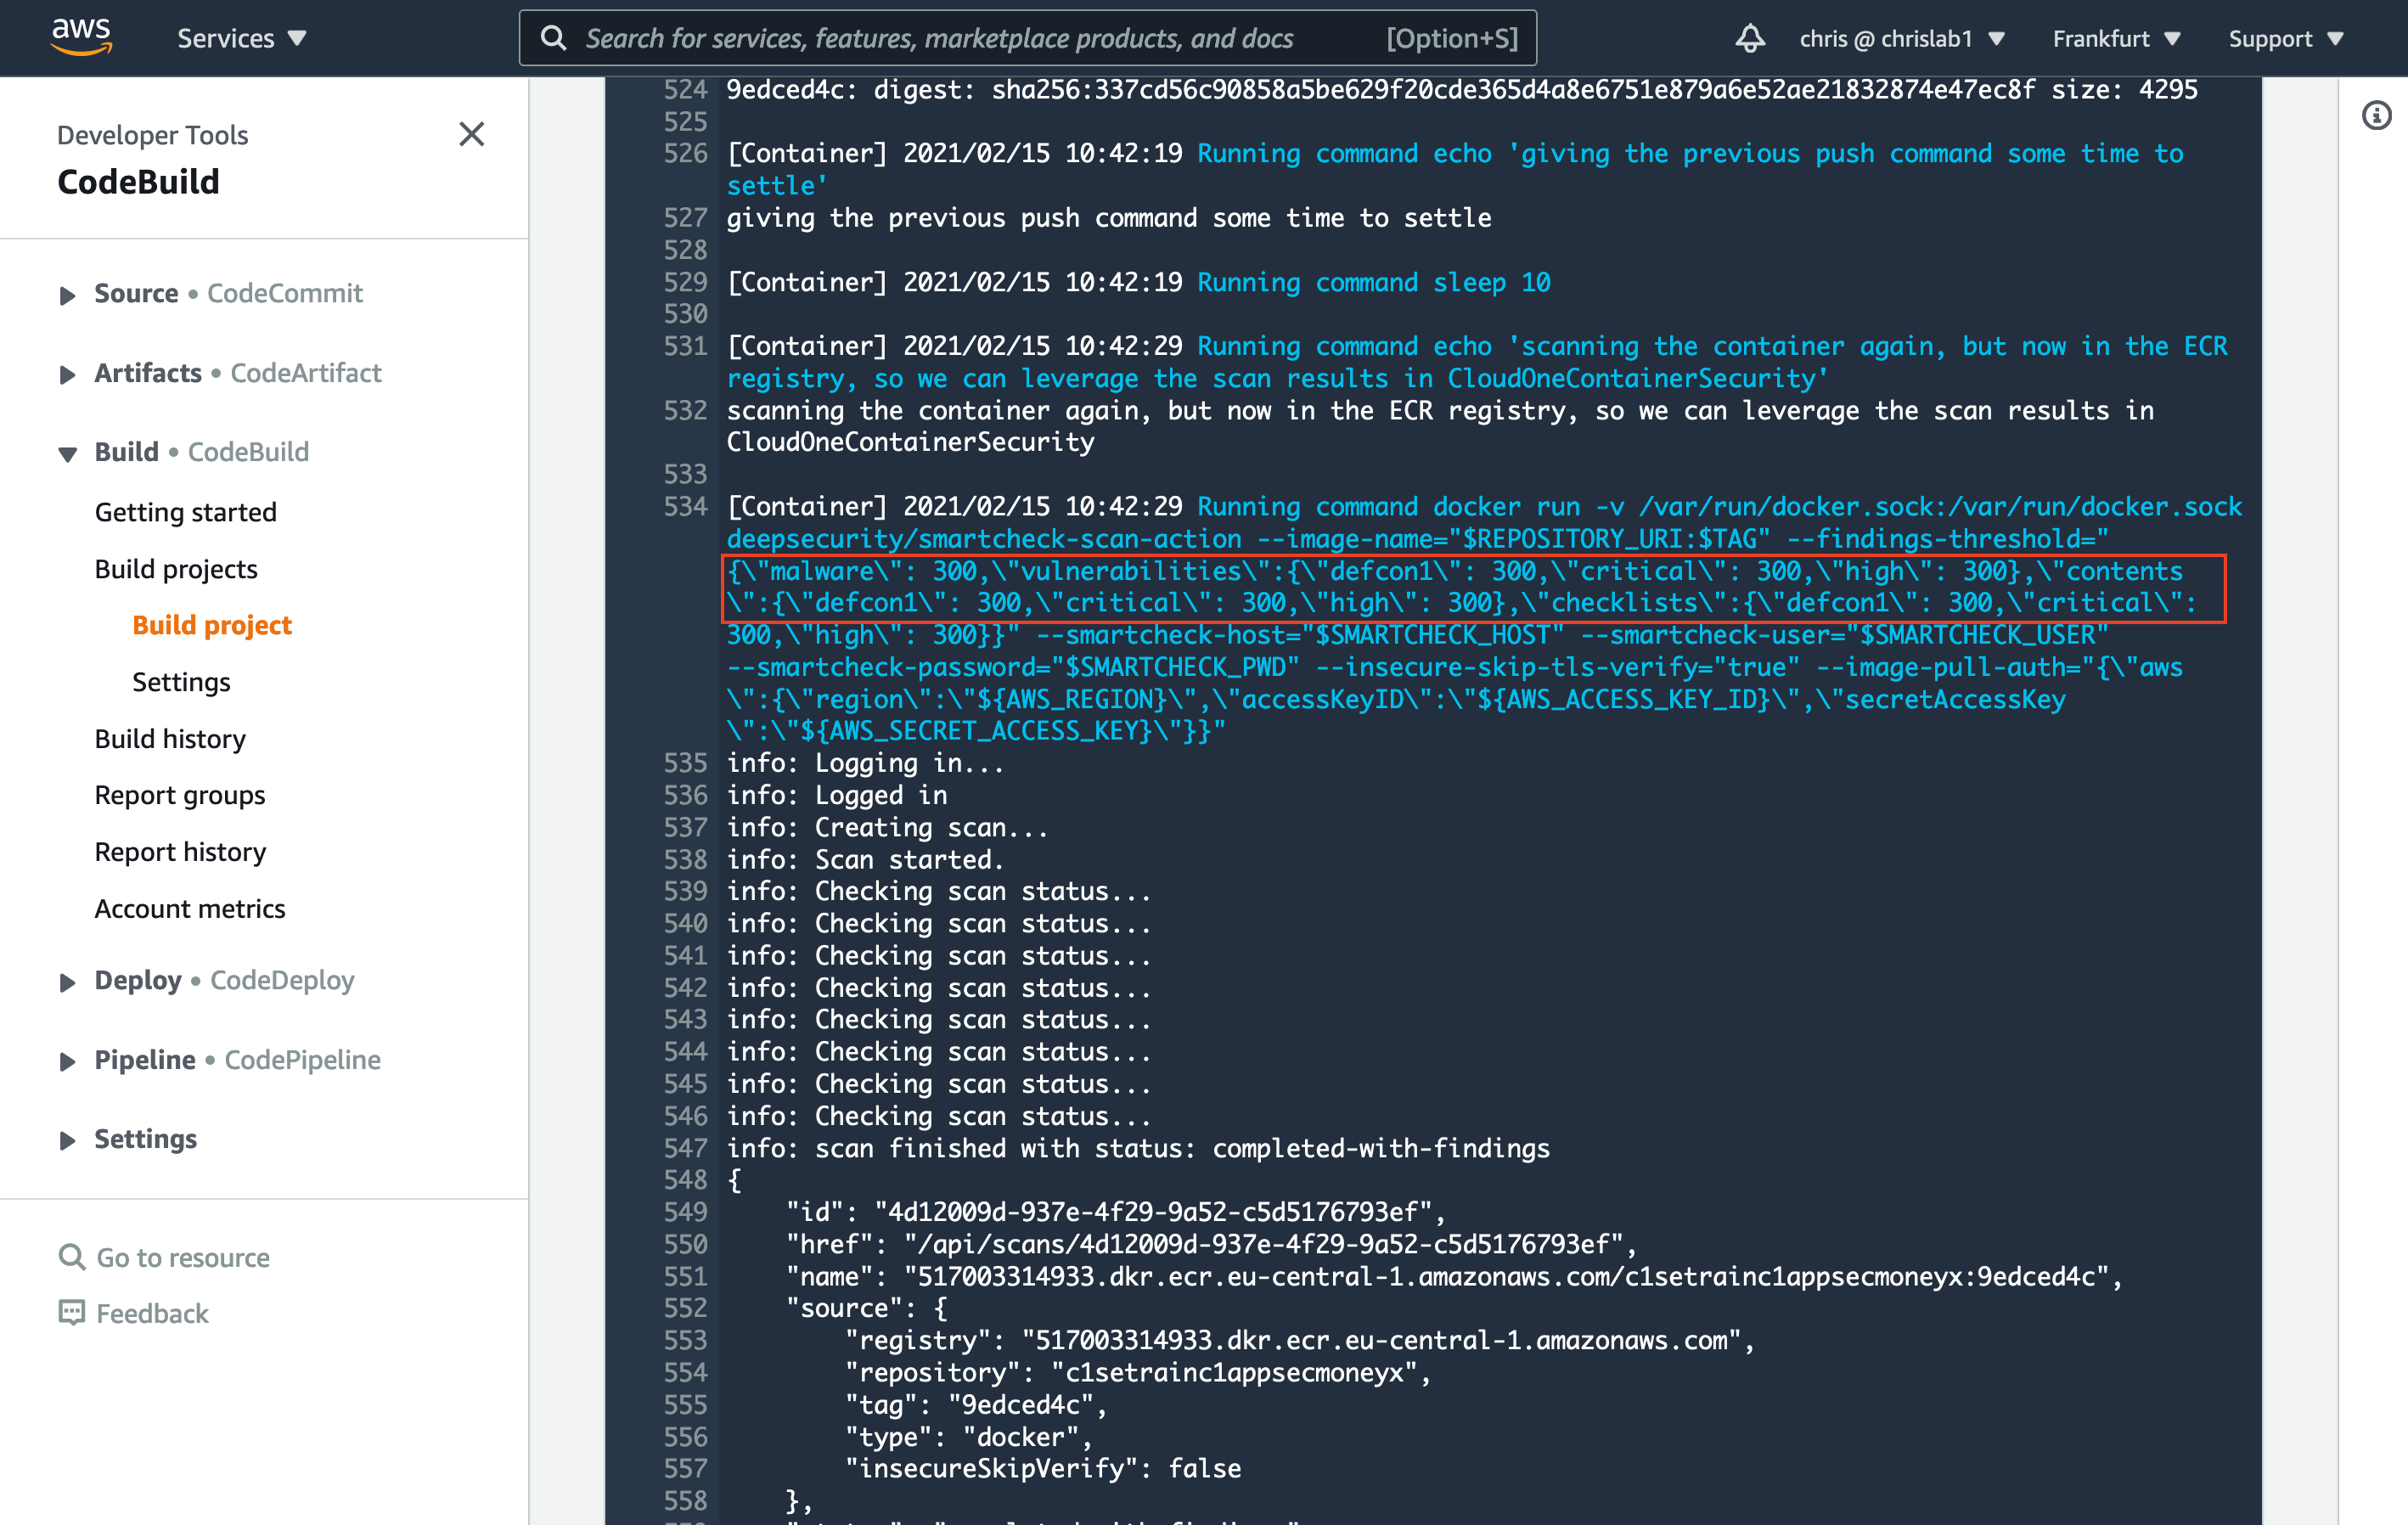 aws
Services ▼
Search for services, features, marketplace products, and docs [Option+S]
chris @ chrislab1 ▼
Frankfurt ▼
Support ▼
Developer Tools
CodeBuild
Source • CodeCommit
Artifacts • CodeArtifact
Build • CodeBuild
Getting started
Build projects
Build project
Settings
Build history
Report groups
Report history
Account metrics
Deploy • CodeDeploy
Pipeline • CodePipeline
Settings
Go to resource
Feedback
524 9edced4c: digest: sha256:337cd56c90858a5be629f20cde365d4a8e6751e879a6e52ae21832874e47ec8f size: 4295
525
526 [Container] 2021/02/15 10:42:19 Running command echo 'giving the previous push command some time to
settle'
527 giving the previous push command some time to settle
528
529 [Container] 2021/02/15 10:42:19 Running command sleep 10
530
531 [Container] 2021/02/15 10:42:29 Running command echo 'scanning the container again, but now in the ECR
registry, so we can leverage the scan results in CloudOneContainerSecurity'
532 scanning the container again, but now in the ECR registry, so we can leverage the scan results in
CloudOneContainerSecurity
533
534 [Container] 2021/02/15 10:42:29 Running command docker run -v /var/run/docker.sock:/var/run/docker.sock
deepsecurity/smartcheck-scan-action --image-name="$REPOSITORY_URI:$TAG" --findings-threshold="
{\"malware\": 300,\"vulnerabilities\":{\"defcon1\": 300,\"critical\": 300,\"high\": 300},\"contents
\":{\"defcon1\": 300,\"critical\": 300,\"high\": 300},\"checklists\":{\"defcon1\": 300,\"critical\":
300,\"high\": 300}}" --smartcheck-host="$SMARTCHECK_HOST" --smartcheck-user="$SMARTCHECK_USER"
--smartcheck-password="$SMARTCHECK_PWD" --insecure-skip-tls-verify="true" --image-pull-auth="{\"aws
\":{\"region\":\"${AWS_REGION}\",\"accessKeyID\":\"${AWS_ACCESS_KEY_ID}\",\"secretAccessKey
\":\"${AWS_SECRET_ACCESS_KEY}\"}}"
535 info: Logging in...
536 info: Logged in
537 info: Creating scan...
538 info: Scan started.
539 info: Checking scan status...
540 info: Checking scan status...
541 info: Checking scan status...
542 info: Checking scan status...
543 info: Checking scan status...
544 info: Checking scan status...
545 info: Checking scan status...
546 info: Checking scan status...
547 info: scan finished with status: completed-with-findings
548 {
549 "id": "4d12009d-937e-4f29-9a52-c5d5176793ef",
550 "href": "/api/scans/4d12009d-937e-4f29-9a52-c5d5176793ef",
551 "name": "517003314933.dkr.ecr.eu-central-1.amazonaws.com/c1setrainc1appsecmoneyx:9edced4c",
552 "source": {
553 "registry": "517003314933.dkr.ecr.eu-central-1.amazonaws.com",
554 "repository": "c1setrainc1appsecmoneyx",
555 "tag": "9edced4c",
556 "type": "docker",
557 "insecureSkipVerify": false
558 },